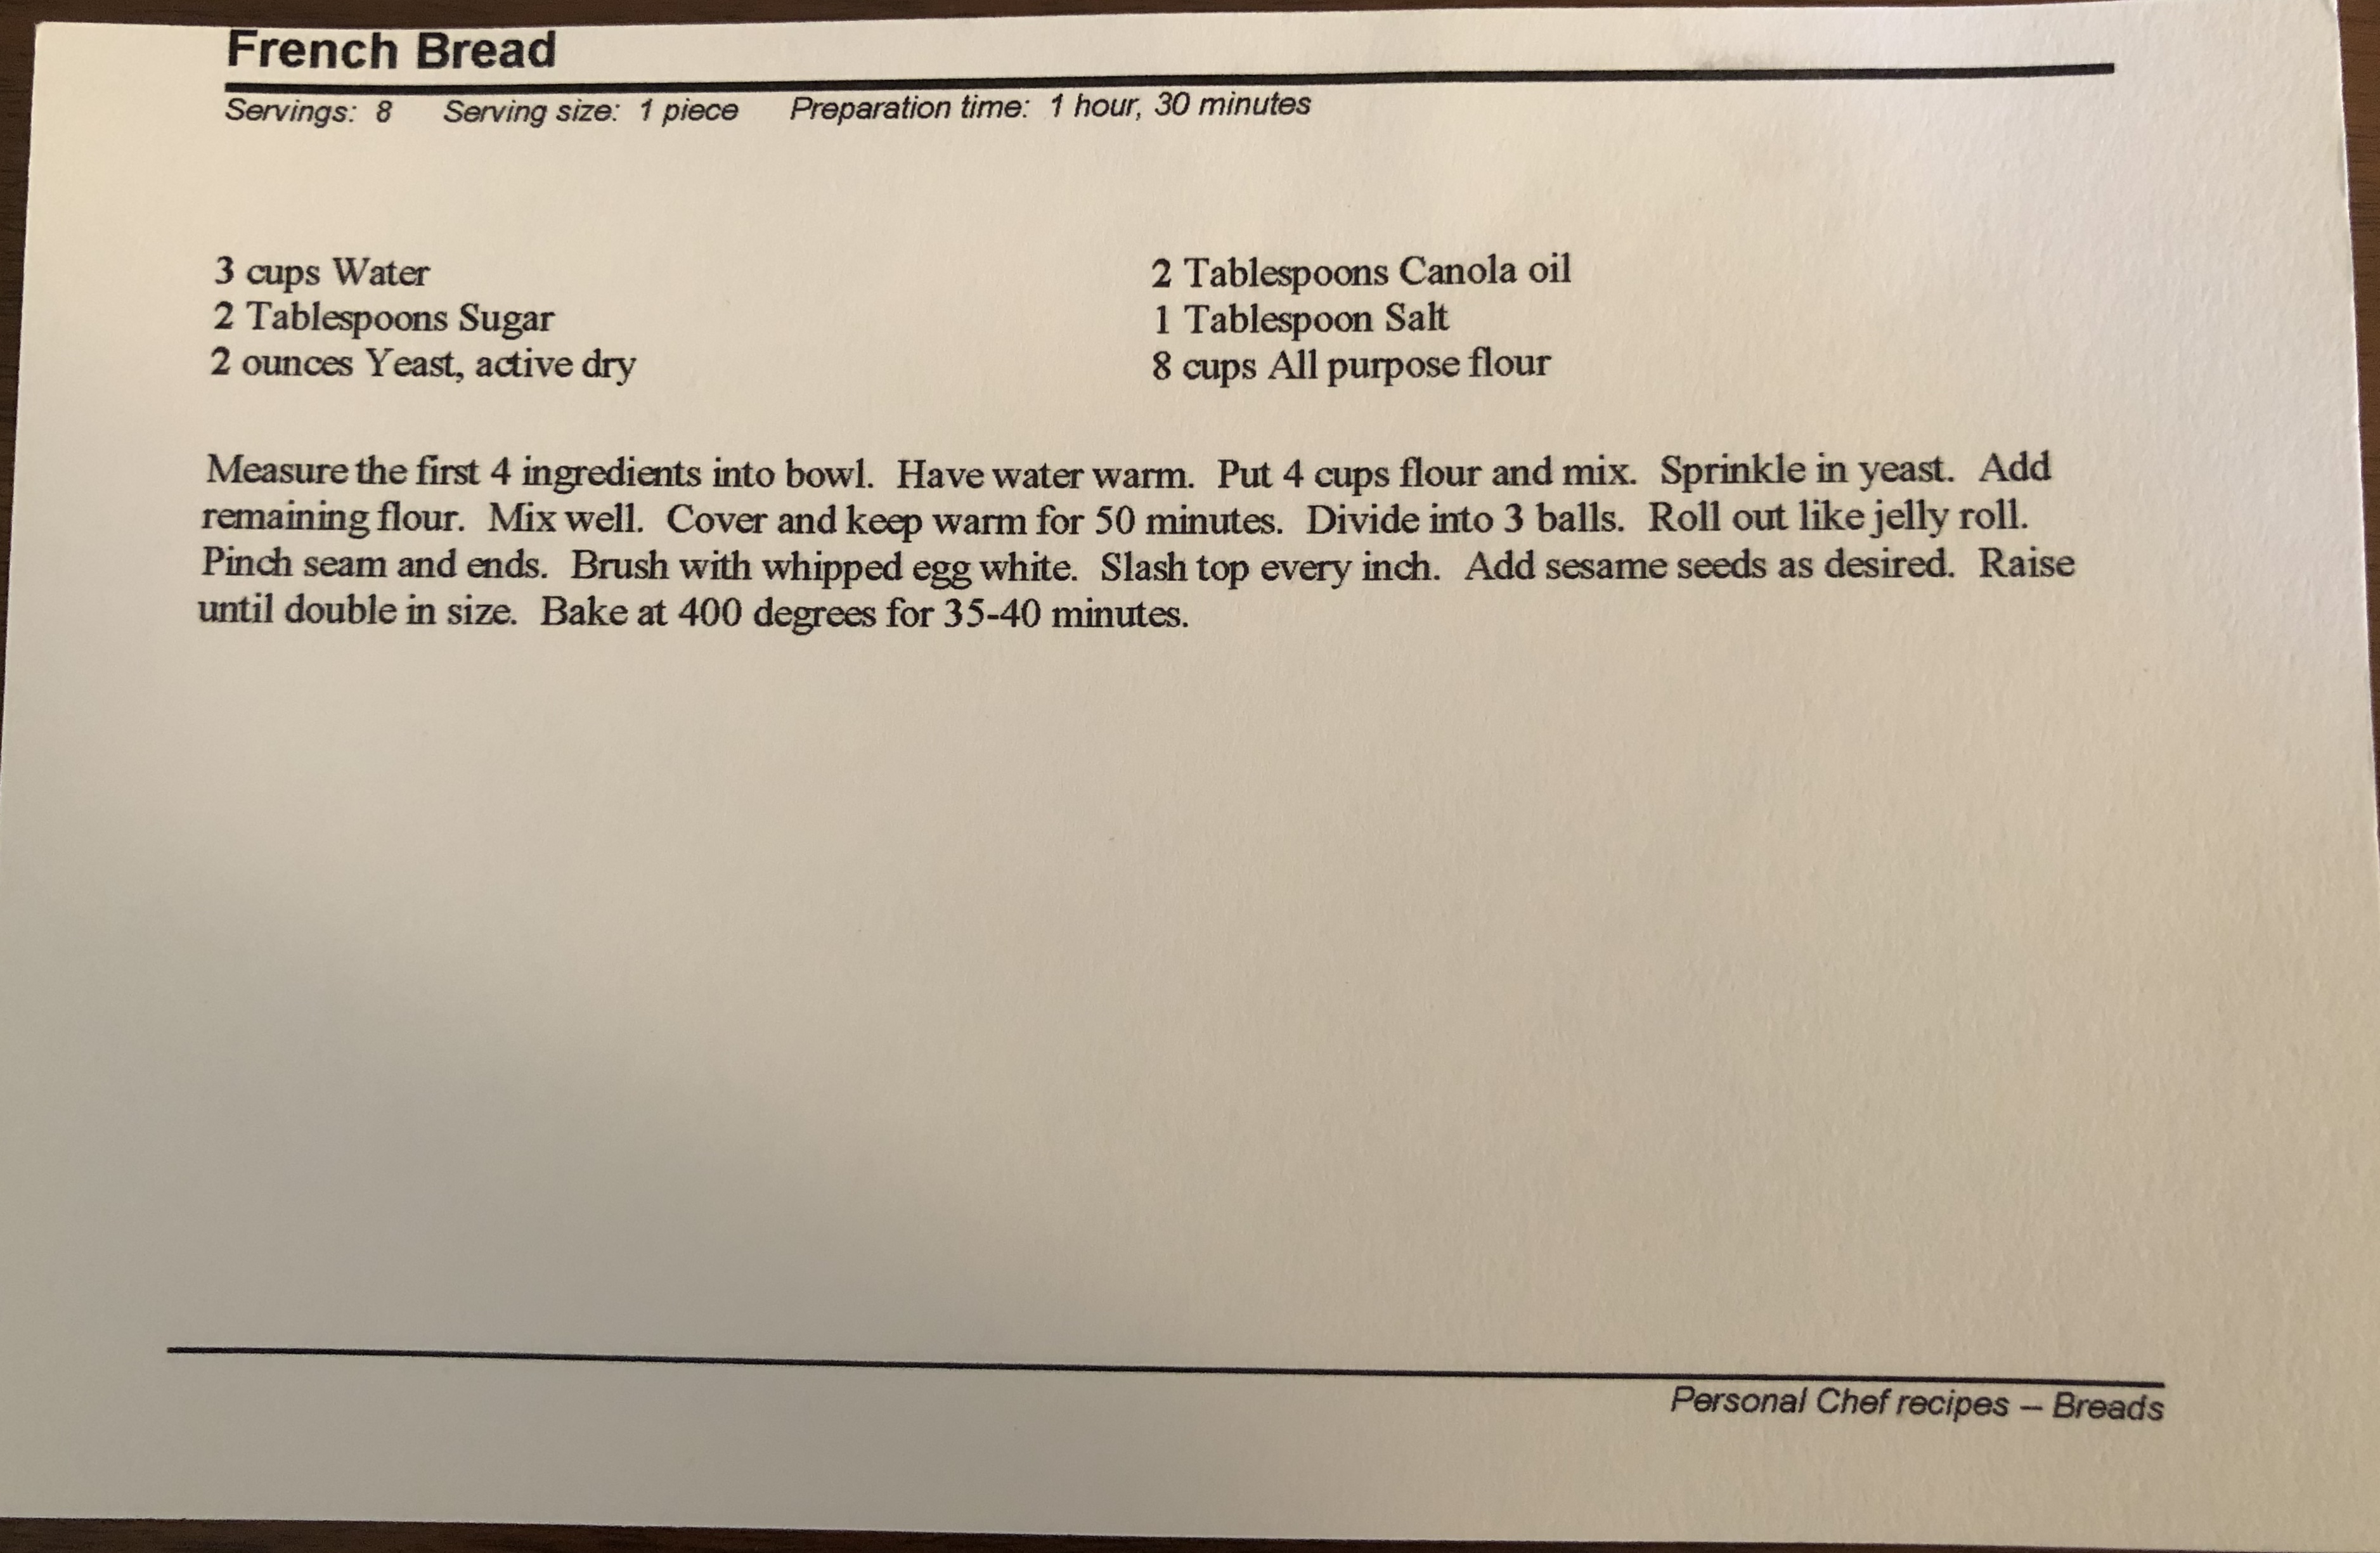 French Bread
Servings: 8 Serving size: 1 piece Preparation time: 1 hour, 30 minutes
3 cups Water
2 Tablespoons Sugar
2 ounces Yeast, active dry
2 Tablespoons Canola oil
1 Tablespoon Salt
8 cups All purpose flour
Measure the first 4 ingredients into bowl. Have water warm. Put 4 cups flour and mix. Sprinkle in yeast. Add
remaining flour. Mix well. Cover and keep warm for 50 minutes. Divide into 3 balls. Roll out like jelly roll.
Pinch seam and ends. Brush with whipped egg white. Slash top every inch. Add sesame seeds as desired. Raise
until double in size. Bake at 400 degrees for 35-40 minutes.
Personal Chef recipes – Breads